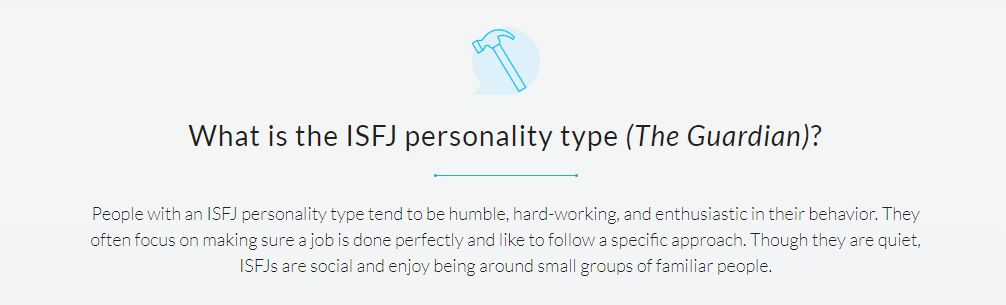 What is the ISFJ personality type (The Guardian)?
People with an ISFJ personality type tend to be humble, hard-working, and enthusiastic in their behavior. They
often focus on making sure a job is done perfectly and like to follow a specific approach. Though they are quiet,
ISFJs are social and enjoy being around small groups of familiar people.